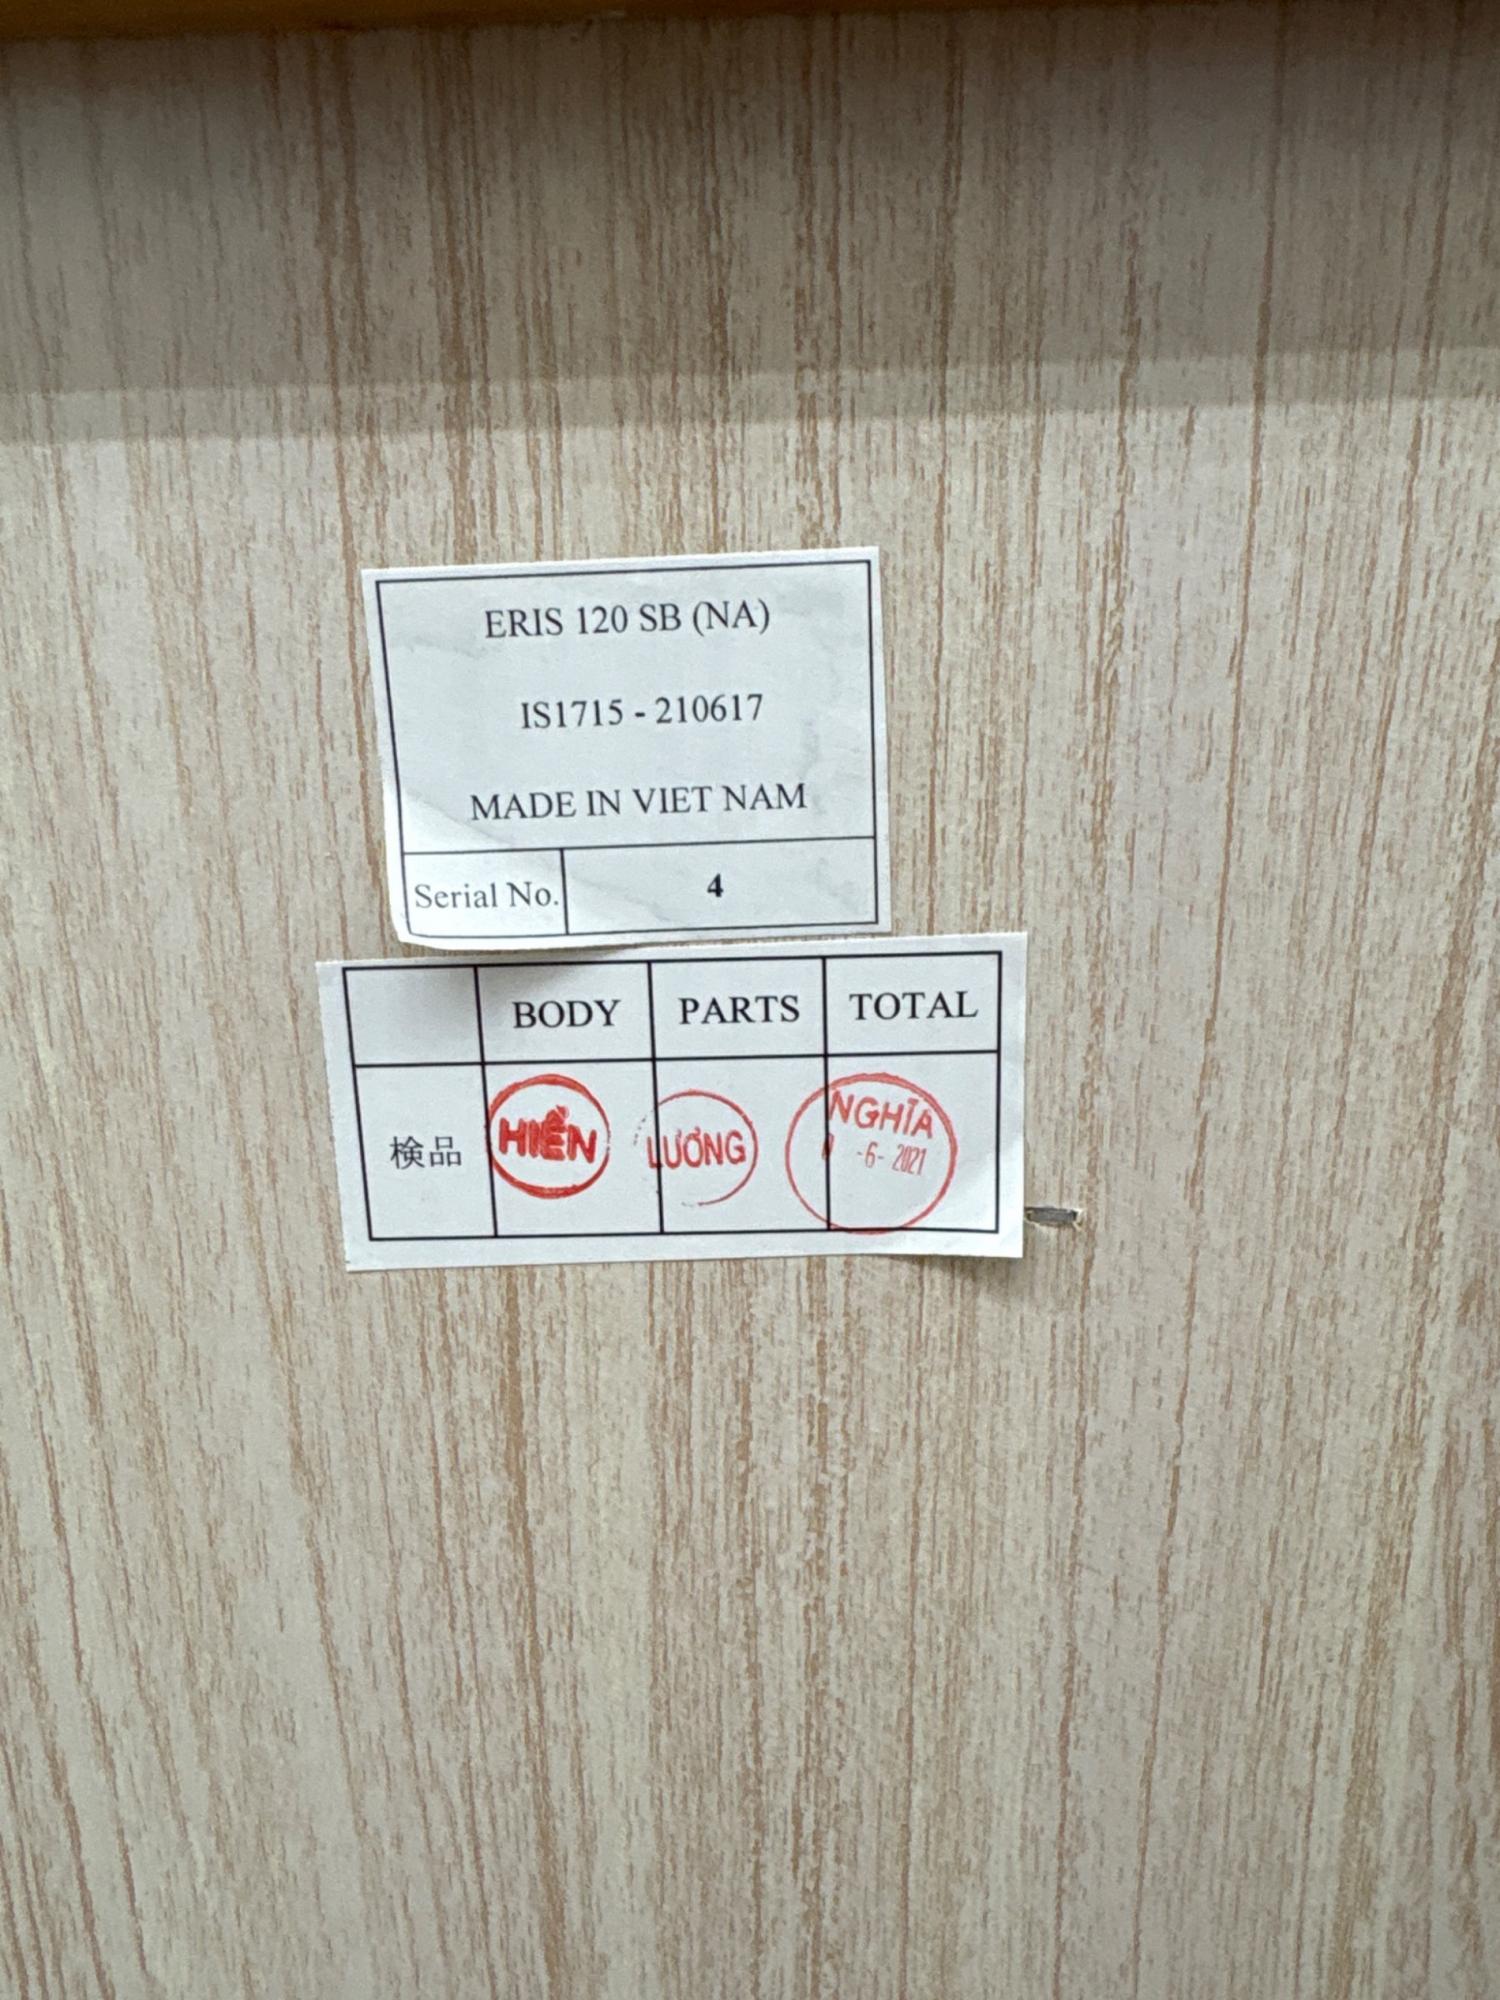 ERIS 120 SB (NA)
IS1715 - 210617
MADE IN VIET NAM
Serial No. 4
BODY PARTS TOTAL
検品 HIỀN LƯƠNG NGHĨA
-6- 2021